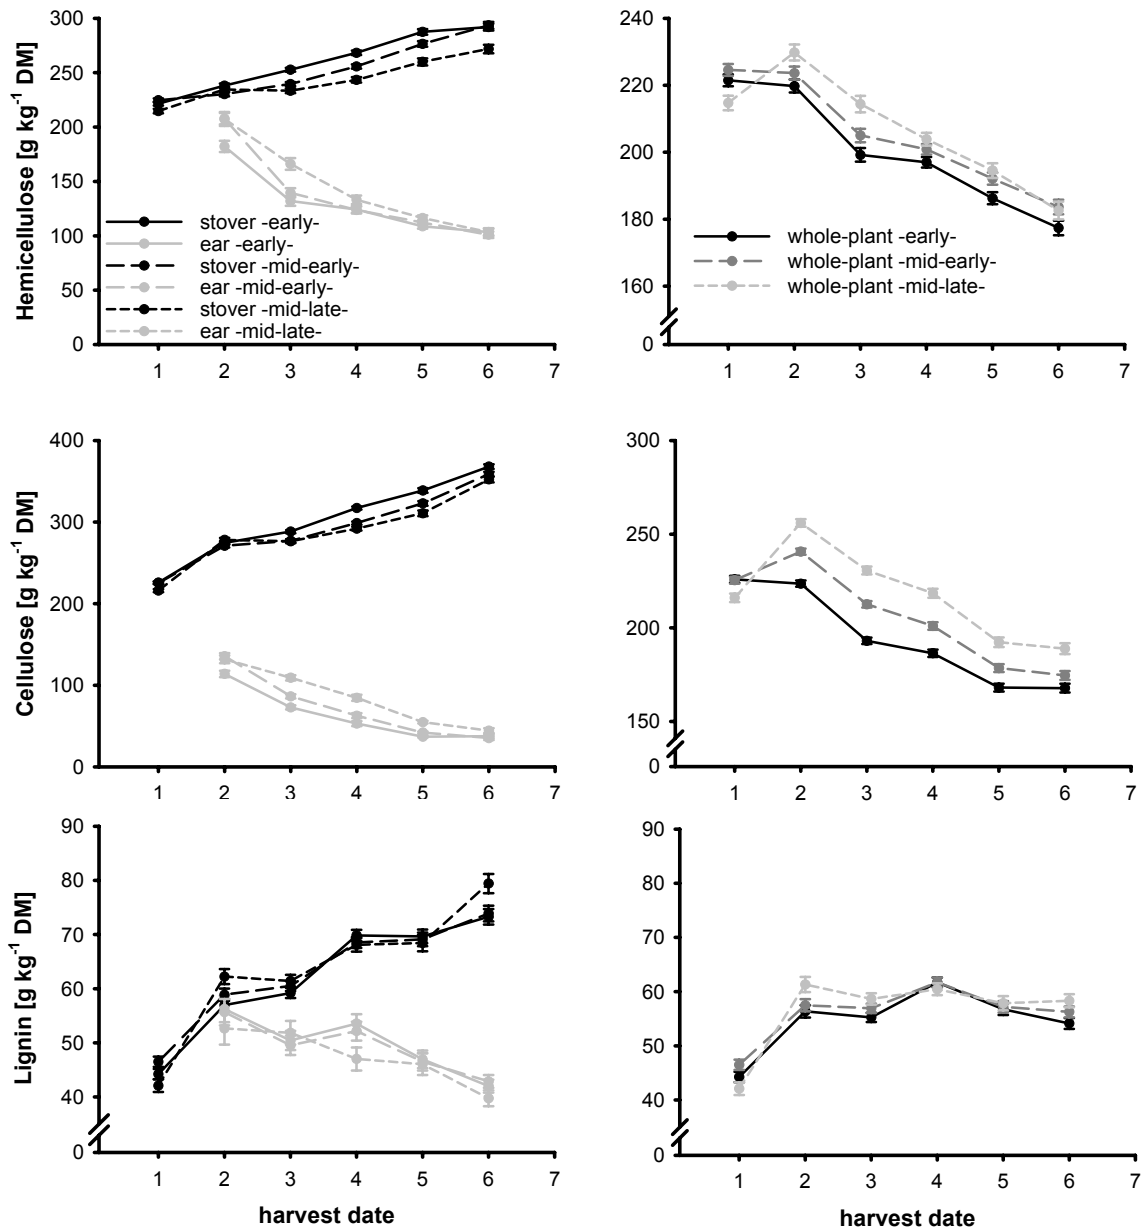 Hemicellulose [g kg⁻¹ DM]
300
250
200
150
100
50
0
stover -early-
ear -early-
stover -mid-early-
ear -mid-early-
stover -mid-late-
ear -mid-late-
1 2 3 4 5 6 7
240
220
200
180
160
0
whole-plant -early-
whole-plant -mid-early-
whole-plant -mid-late-
1 2 3 4 5 6 7
Cellulose [g kg⁻¹ DM]
400
300
200
100
0
1 2 3 4 5 6 7
300
250
200
150
0
1 2 3 4 5 6 7
Lignin [g kg⁻¹ DM]
90
80
70
60
50
40
0
1 2 3 4 5 6 7
harvest date
90
80
70
60
50
40
0
1 2 3 4 5 6 7
harvest date